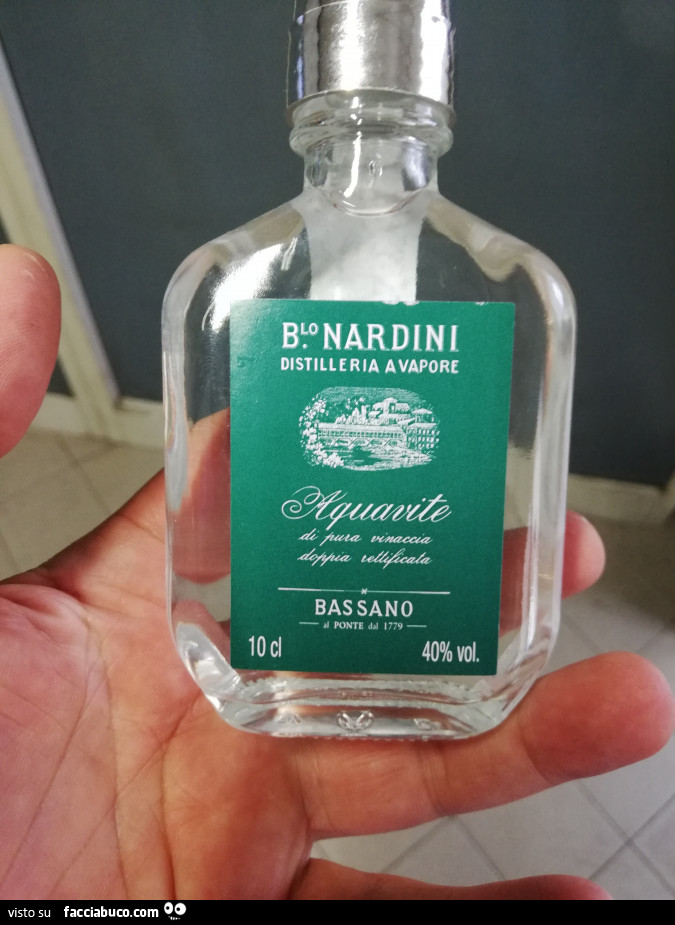 B.LO NARDINI
DISTILLERIA A VAPORE
Aquavite
di pura vinaccia
doppia rettificata
BASSANO
al PONTE dal 1779
10 cl 40% vol.
visto su facciabuco.com